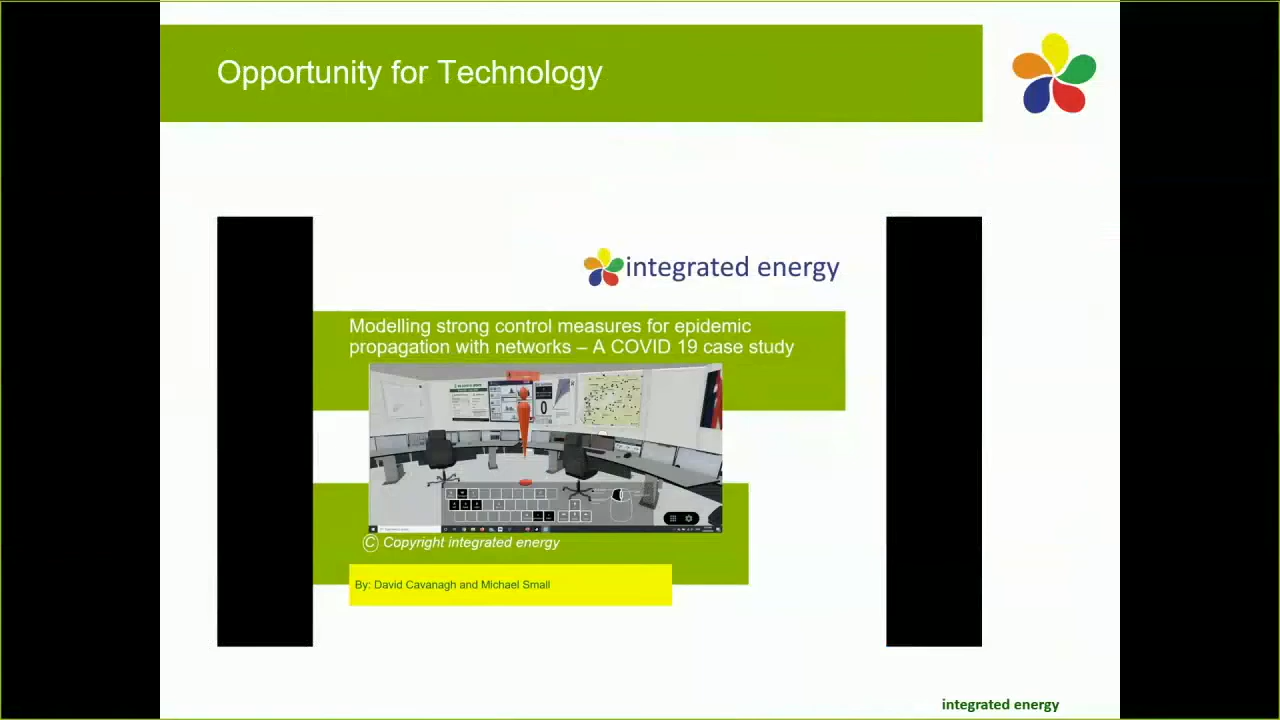 Opportunity for Technology
integrated energy
Modelling strong control measures for epidemic
propagation with networks – A COVID 19 case study
0
© Copyright integrated energy
By: David Cavanagh and Michael Small
integrated energy